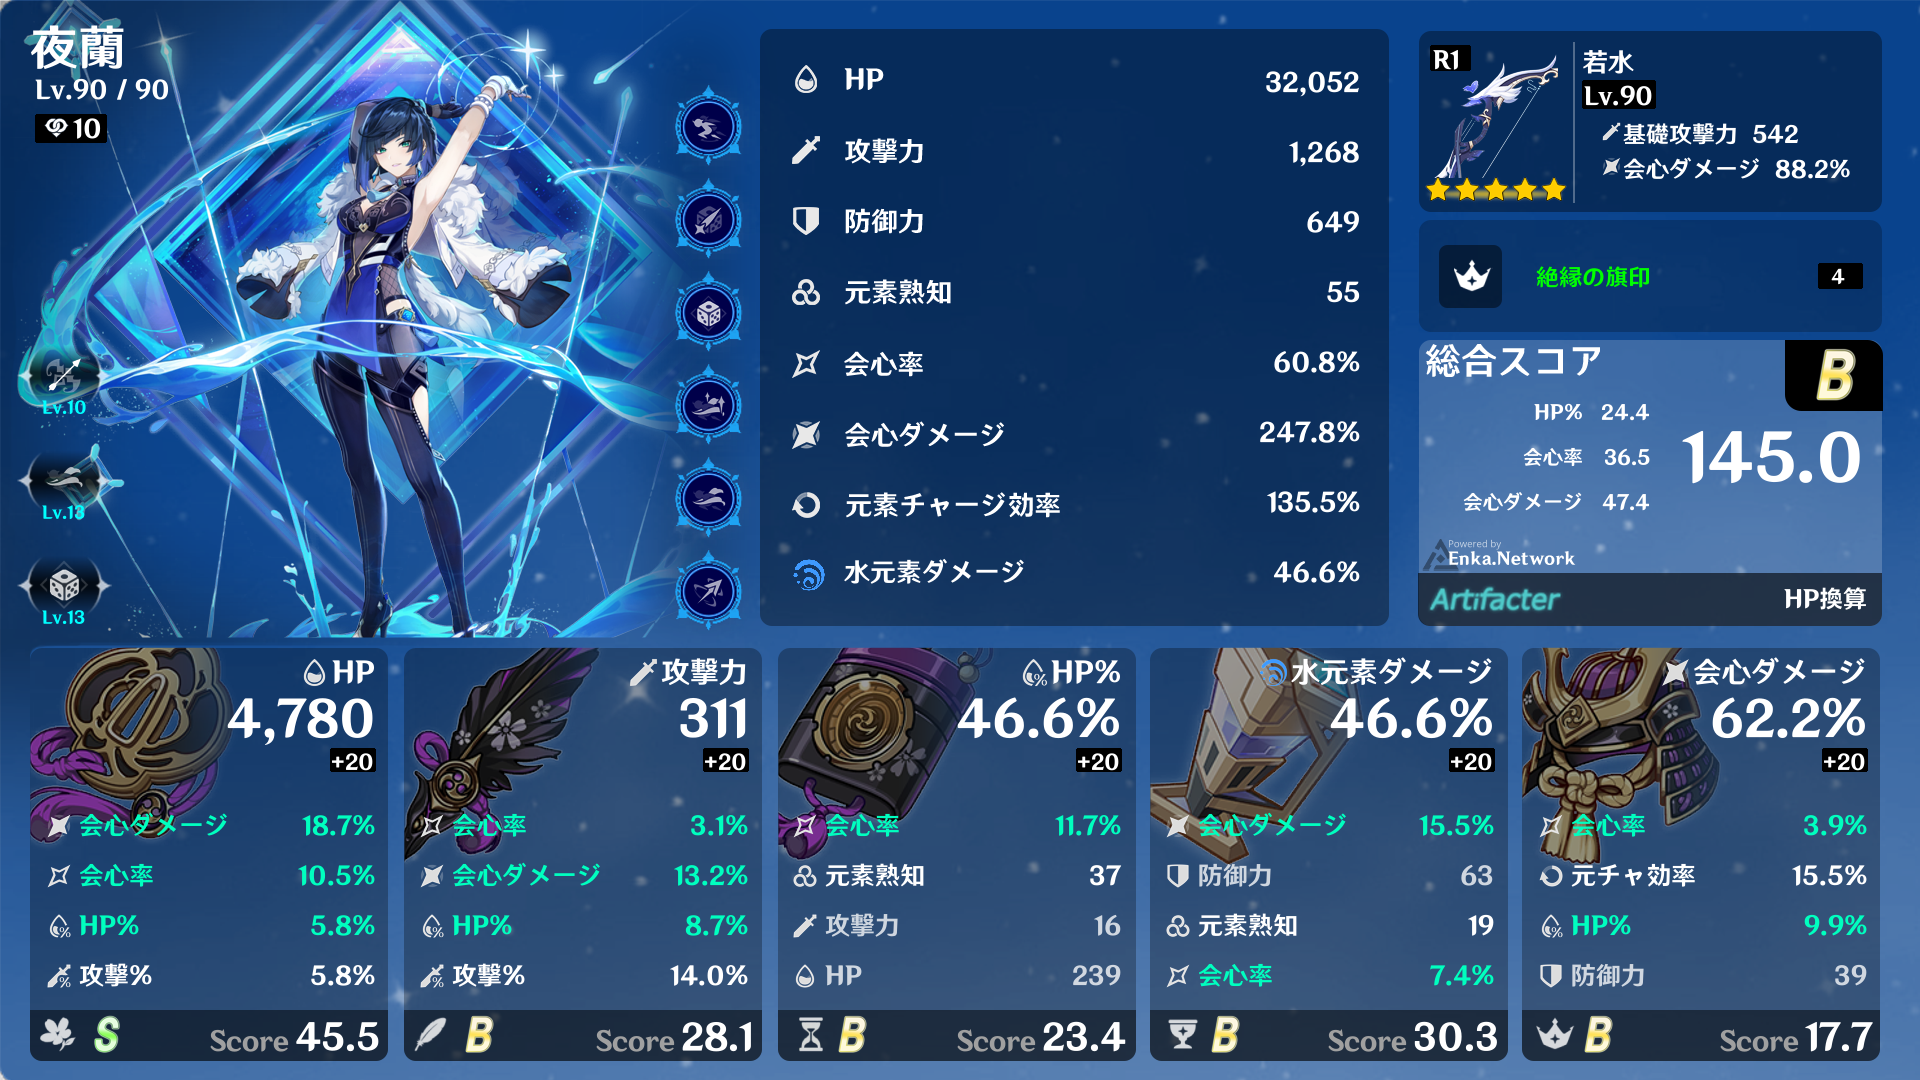 夜蘭
Lv.90 / 90
10
Lv.10
Lv.13
Lv.13
HP 32,052
攻撃力 1,268
防御力 649
元素熟知 55
会心率 60.8%
会心ダメージ 247.8%
元素チャージ効率 135.5%
水元素ダメージ 46.6%
R1
若水
Lv.90
基礎攻撃力 542
会心ダメージ 88.2%
絶縁の旗印 4
総合スコア
B
HP% 24.4
会心率 36.5
会心ダメージ 47.4
145.0
Powered by
Enka.Network
Artifacter
HP換算
HP
4,780
+20
会心ダメージ 18.7%
会心率 10.5%
HP% 5.8%
攻撃% 5.8%
S Score 45.5
攻撃力
311
+20
会心率 3.1%
会心ダメージ 13.2%
HP% 8.7%
攻撃% 14.0%
B Score 28.1
HP%
46.6%
+20
会心率 11.7%
元素熟知 37
攻撃力 16
HP 239
B Score 23.4
水元素ダメージ
46.6%
+20
会心ダメージ 15.5%
防御力 63
元素熟知 19
会心率 7.4%
B Score 30.3
会心ダメージ
62.2%
+20
会心率 3.9%
元チャ効率 15.5%
HP% 9.9%
防御力 39
B Score 17.7